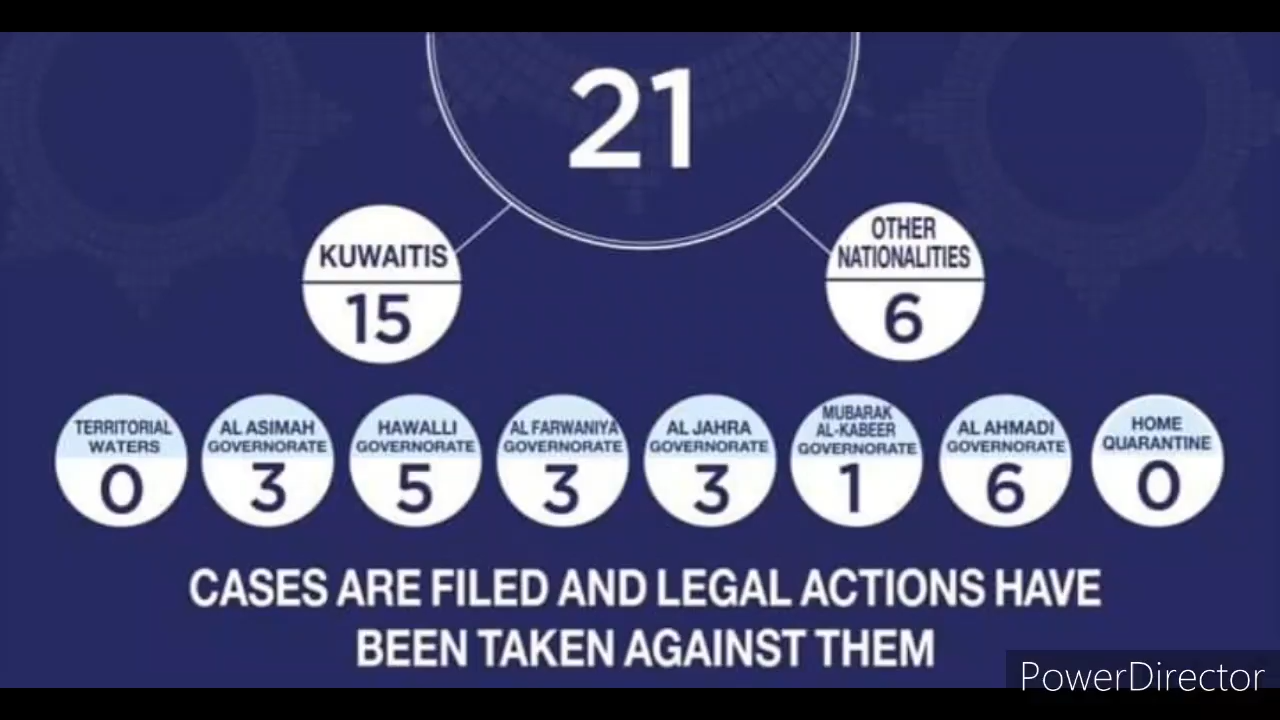 21
KUWAITIS
15
OTHER
NATIONALITIES
6
TERRITORIAL
WATERS
0
AL ASIMAH
GOVERNORATE
3
HAWALLI
GOVERNORATE
5
AL FARWANIYA
GOVERNORATE
3
AL JAHRA
GOVERNORATE
3
MUBARAK
AL-KABEER
GOVERNORATE
1
AL AHMADI
GOVERNORATE
6
HOME
QUARANTINE
0
CASES ARE FILED AND LEGAL ACTIONS HAVE
BEEN TAKEN AGAINST THEM
PowerDirector